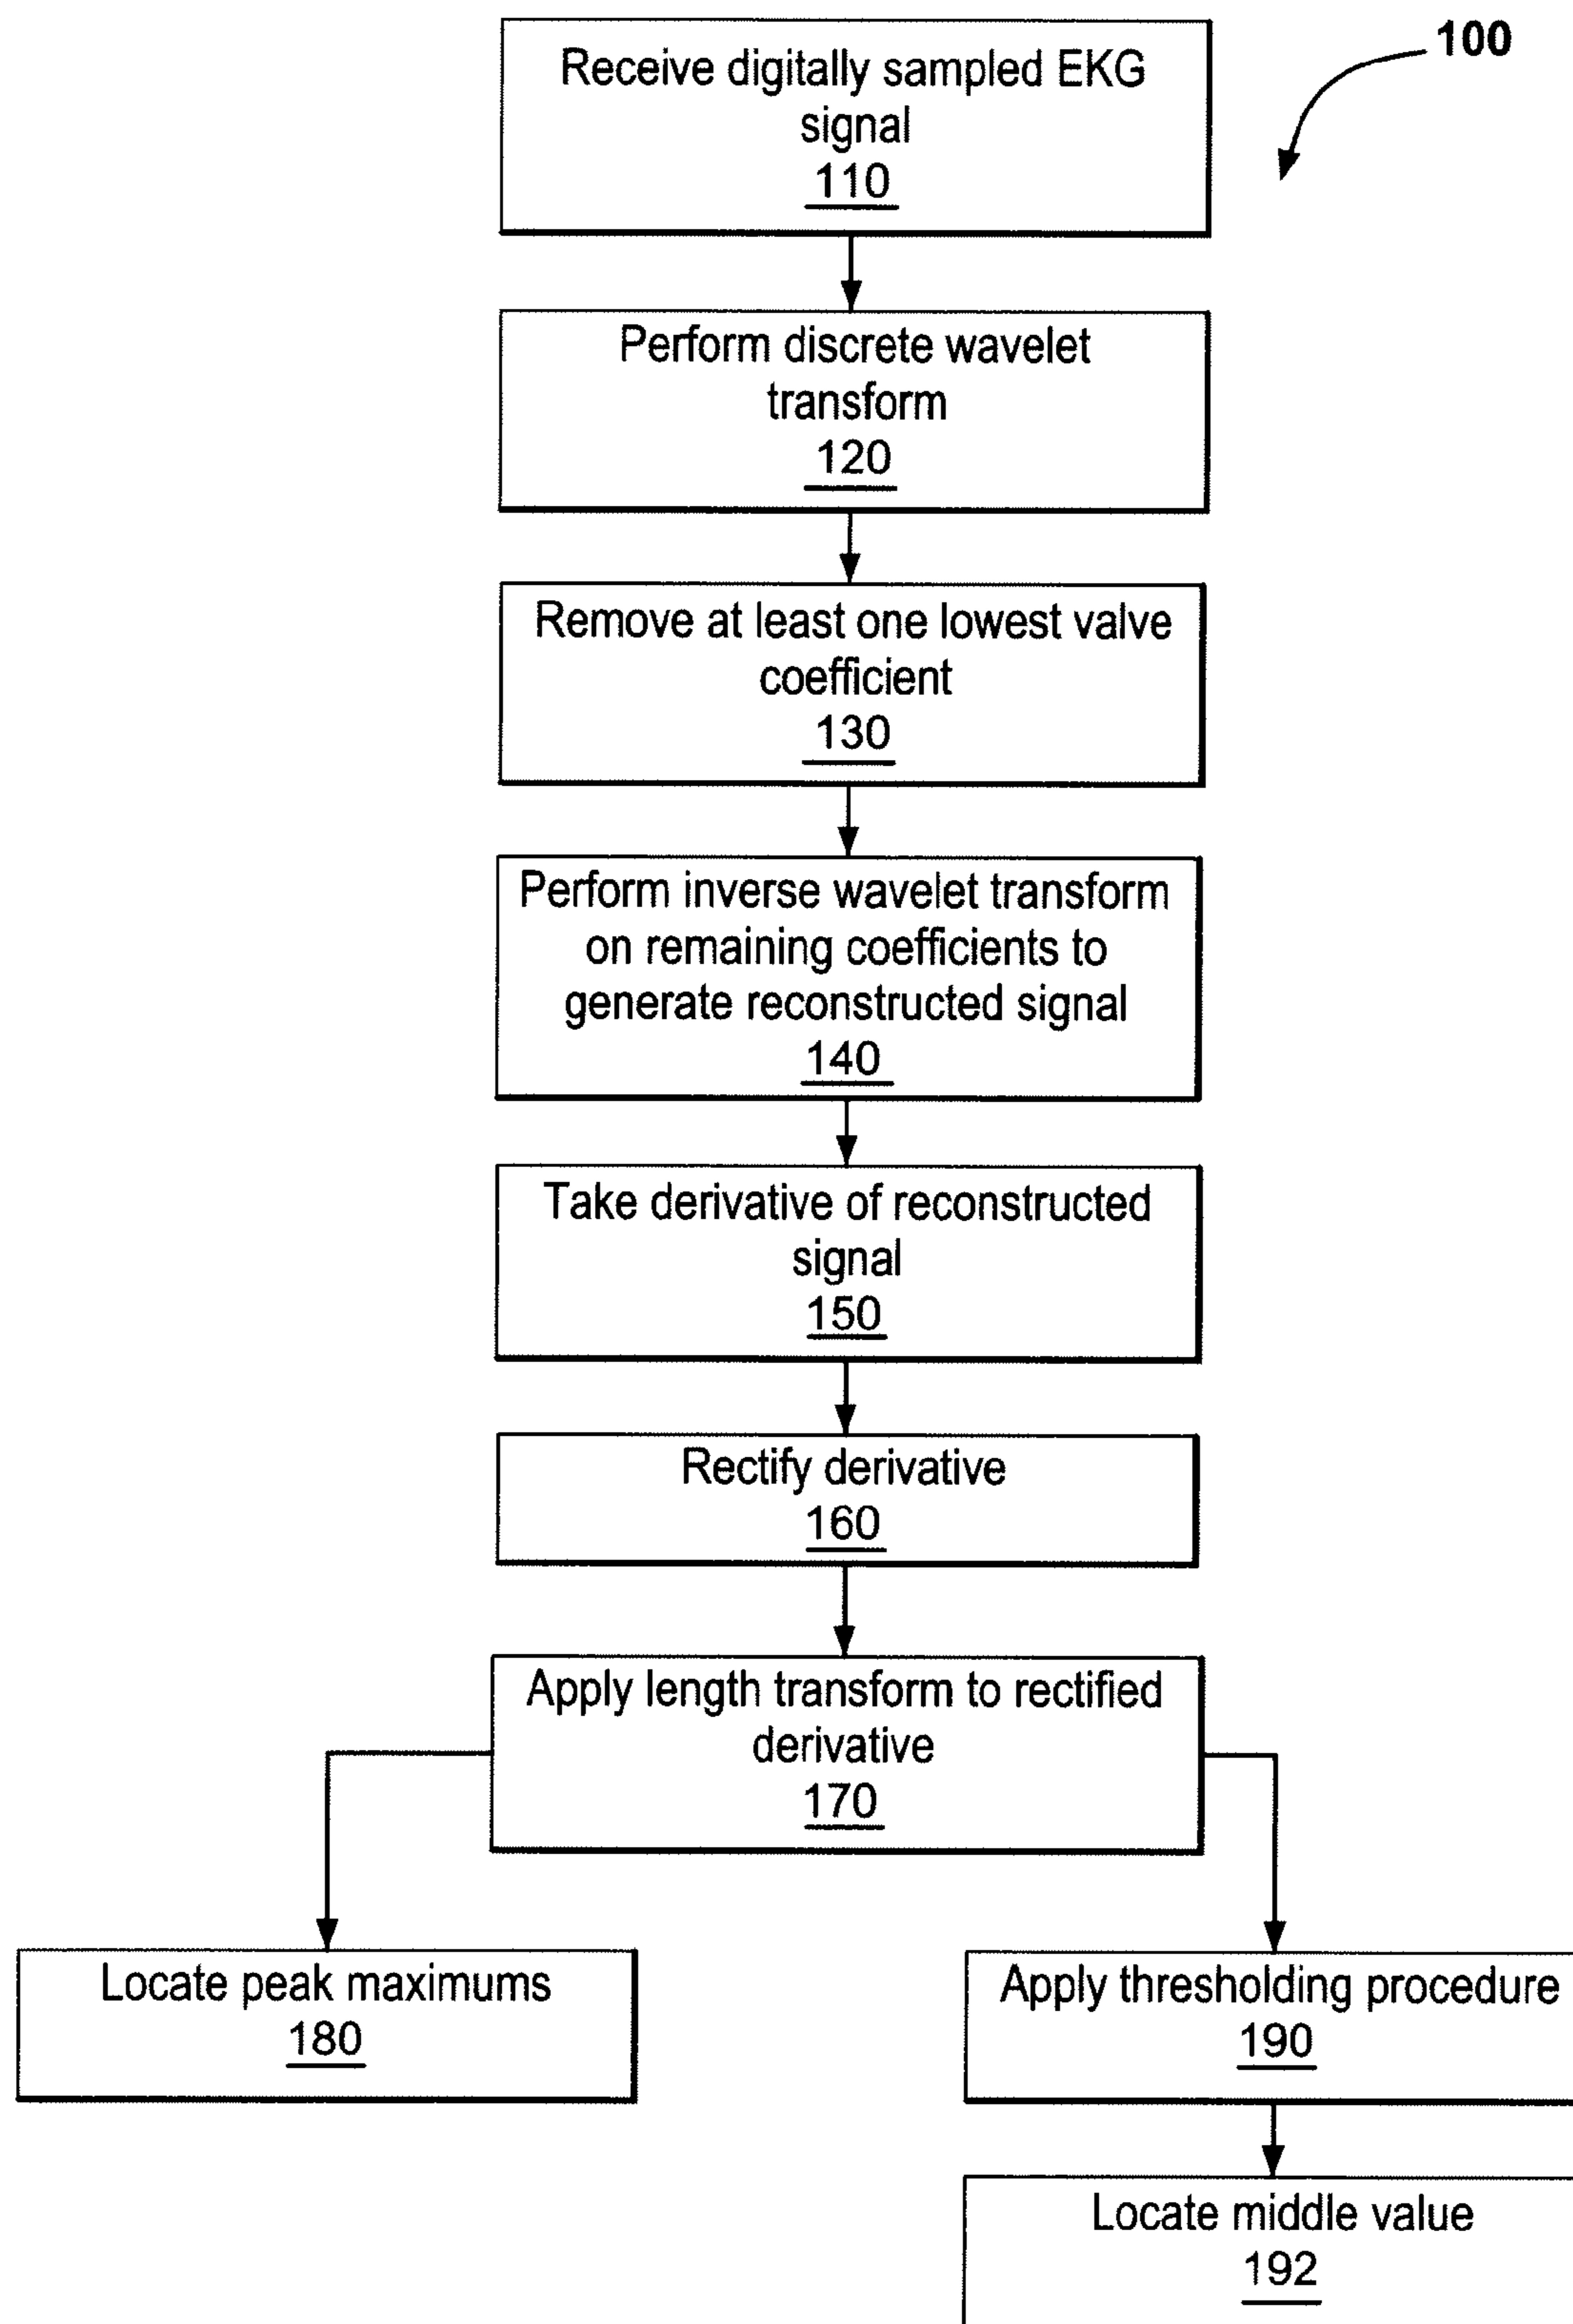 100
Receive digitally sampled EKG
signal
110
Perform discrete wavelet
transform
120
Remove at least one lowest valve
coefficient
130
Perform inverse wavelet transform
on remaining coefficients to
generate reconstructed signal
140
Take derivative of reconstructed
signal
150
Rectify derivative
160
Apply length transform to rectified
derivative
170
Locate peak maximums
180
Apply thresholding procedure
190
Locate middle value
192